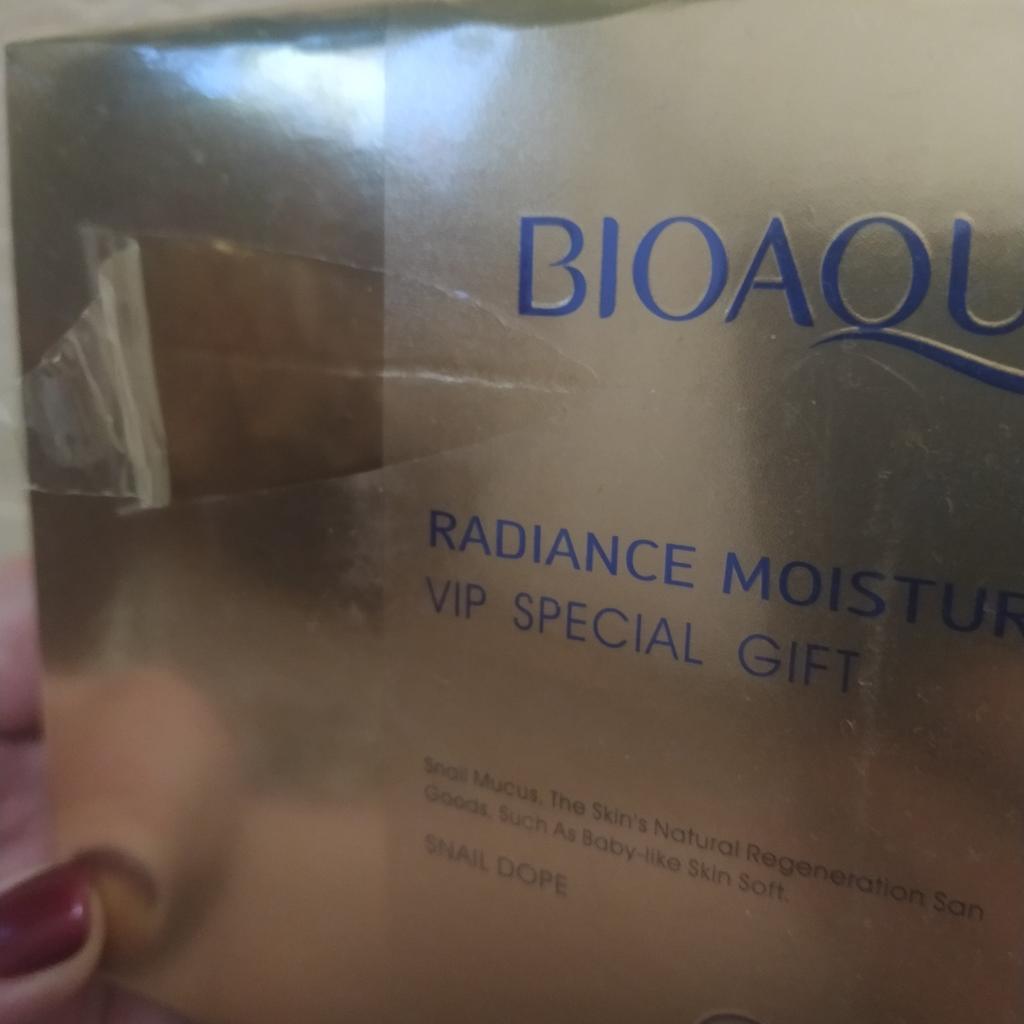 BIOAQU
RADIANCE MOISTUR
VIP SPECIAL GIFT
Snail Mucus, The Skin's Natural Regeneration San
Goods, Such As Baby-like Skin Soft.
SNAIL DOPE